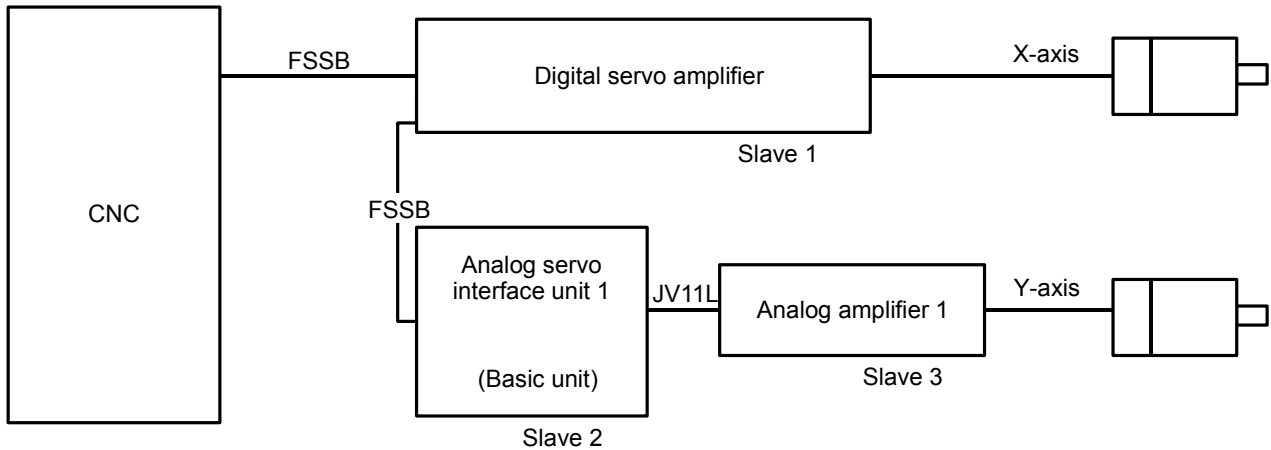 CNC
FSSB
Digital servo amplifier
X-axis
Slave 1
FSSB
Analog servo
interface unit 1
(Basic unit)
Slave 2
JV11L
Analog amplifier 1
Slave 3
Y-axis